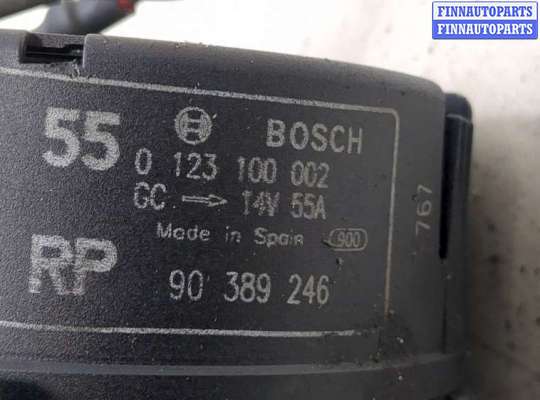 FINNAUTOPARTS
FINNAUTOPARTS
55 BOSCH
0 123 100 002
GC → 14V 55A
Made in Spain 900
RP 90 389 246
767